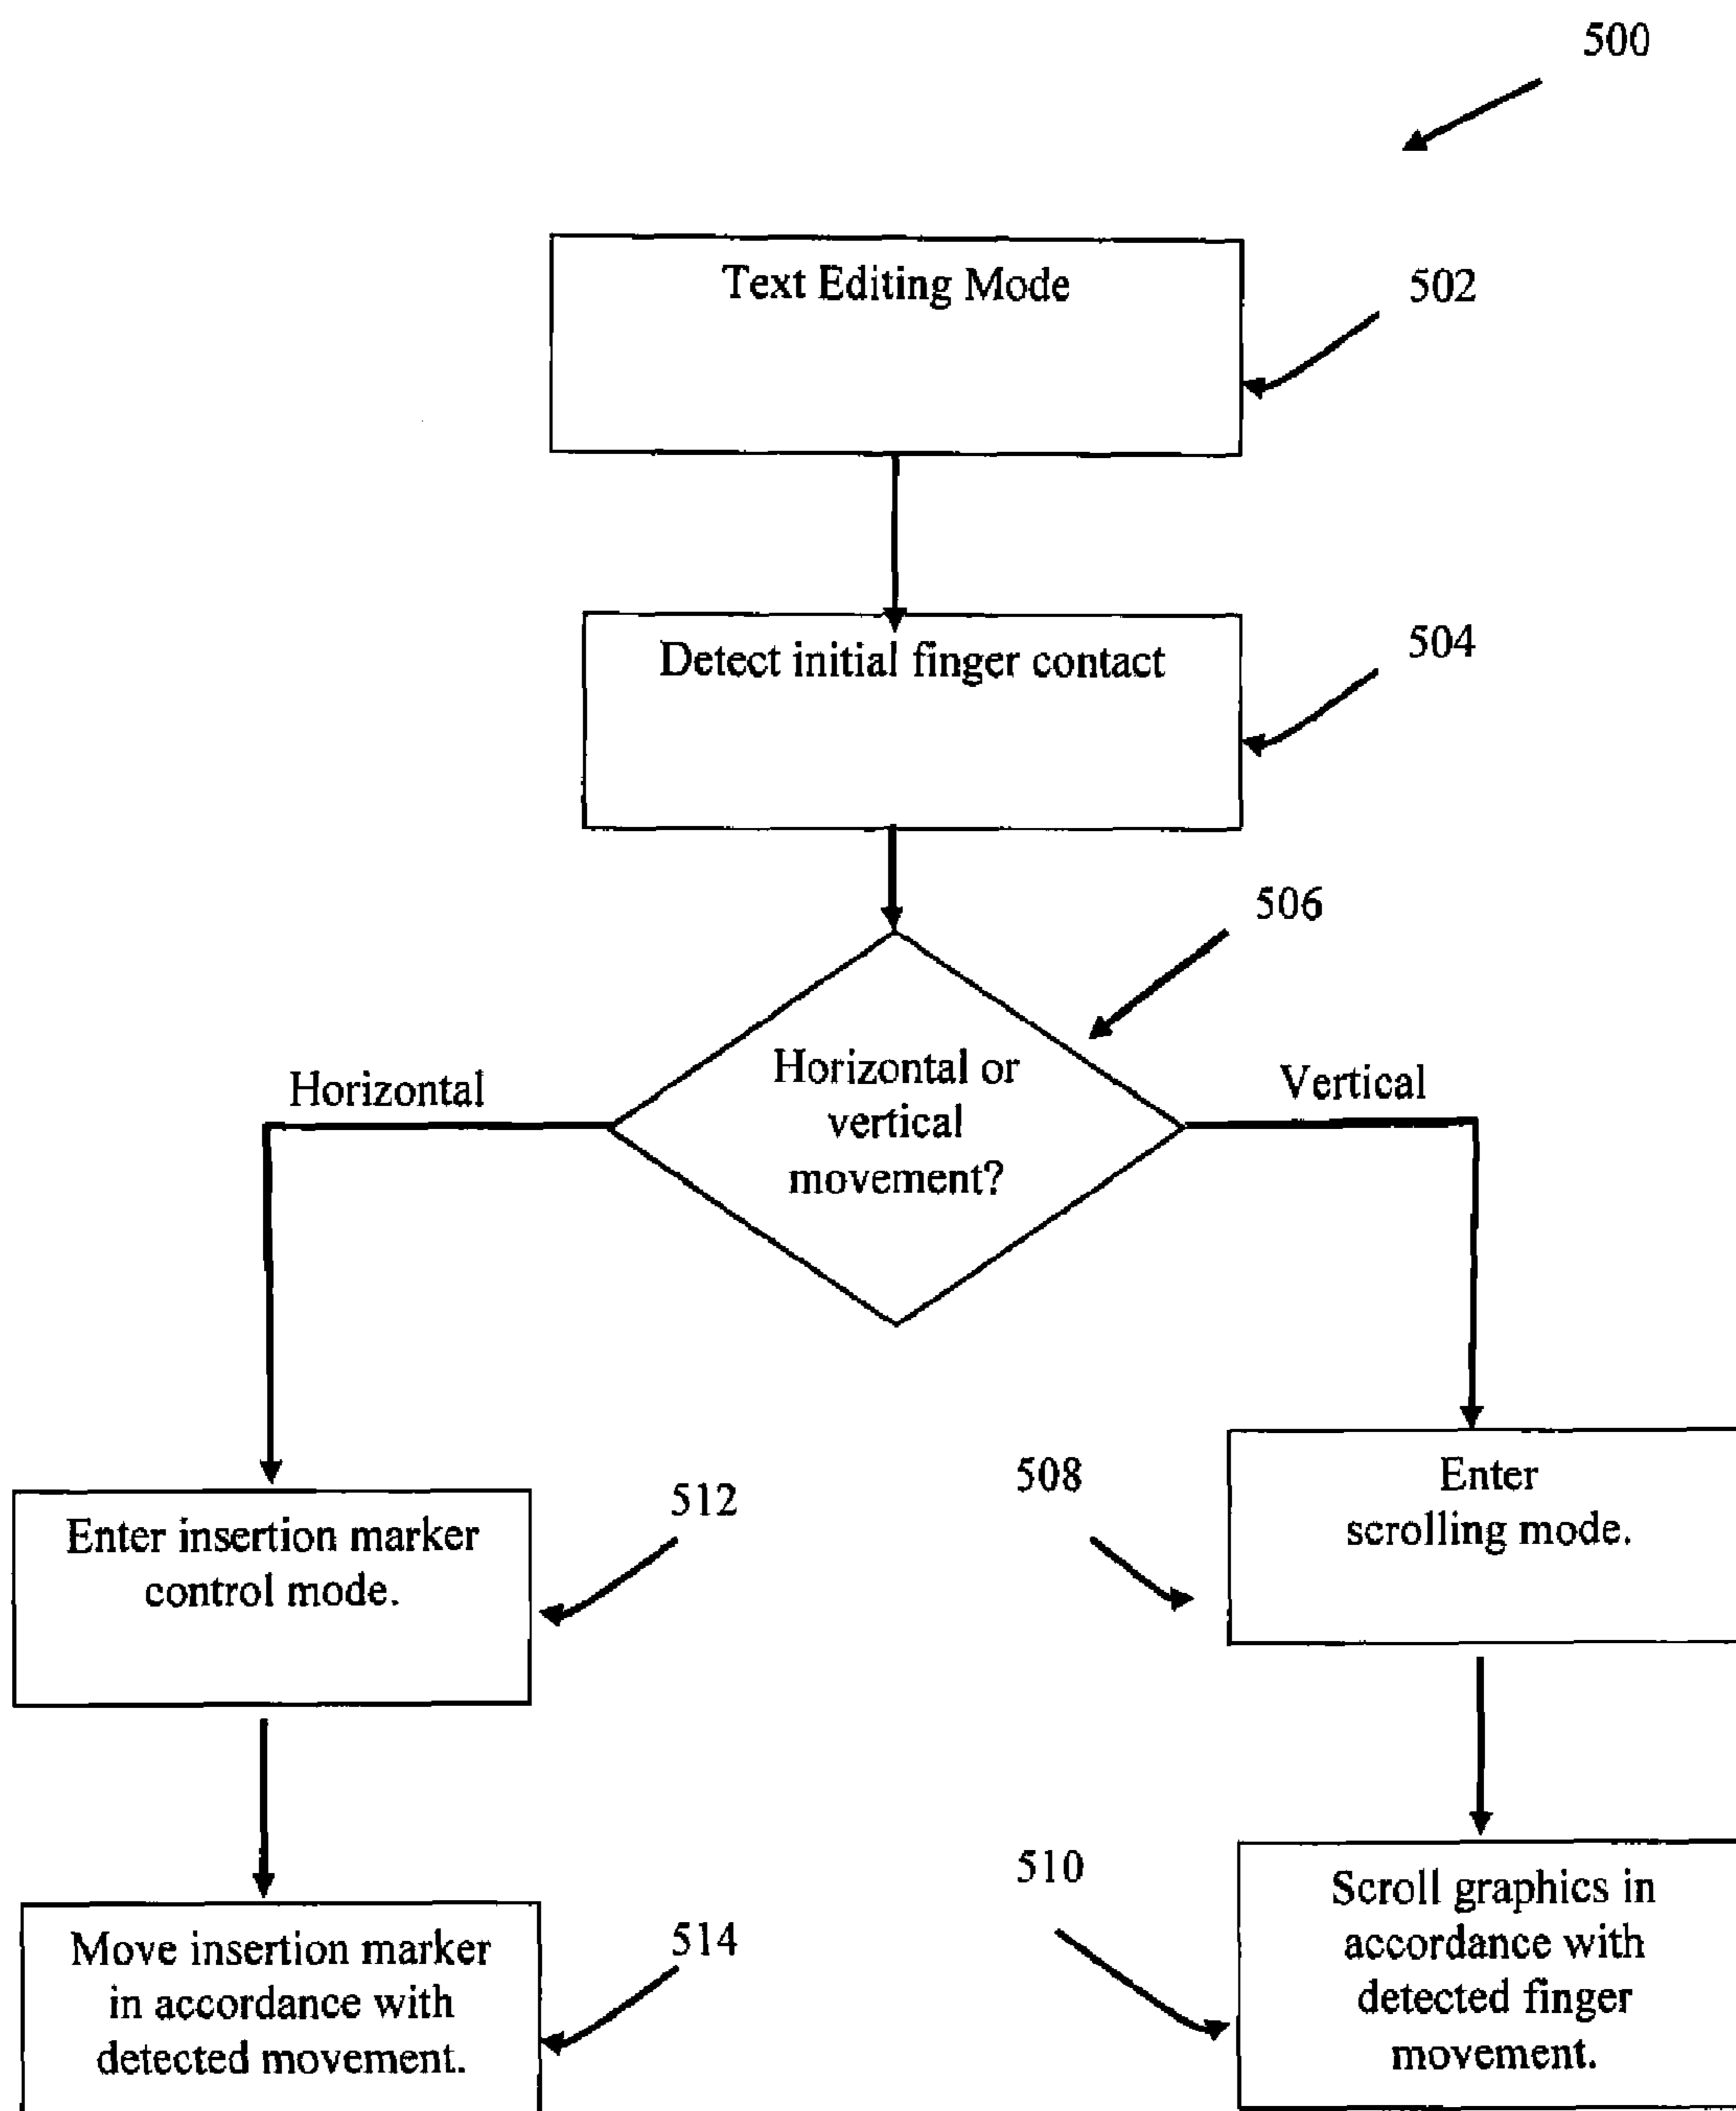 500
Text Editing Mode
502
Detect initial finger contact
504
506
Horizontal or
vertical
movement?
Horizontal
Vertical
Enter insertion marker
control mode.
512
508
Enter
scrolling mode.
Move insertion marker
in accordance with
detected movement.
514
510
Scroll graphics in
accordance with
detected finger
movement.